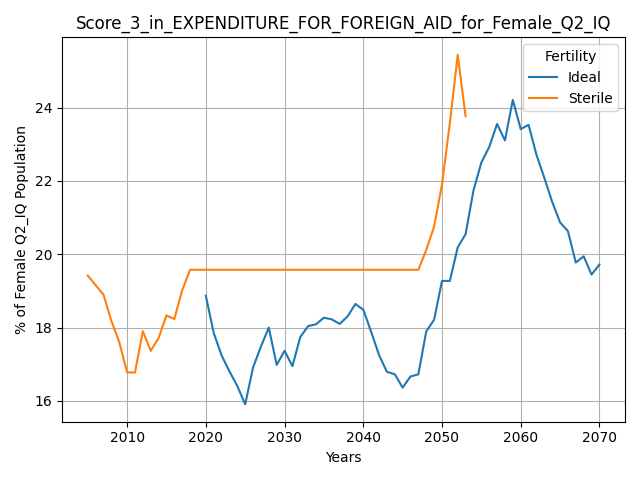 Score_3_in_EXPENDITURE_FOR_FOREIGN_AID_for_Female_Q2_IQ
Fertility
Ideal
Sterile
% of Female Q2_IQ Population
24
22
20
18
16
2010 2020 2030 2040 2050 2060 2070
Years